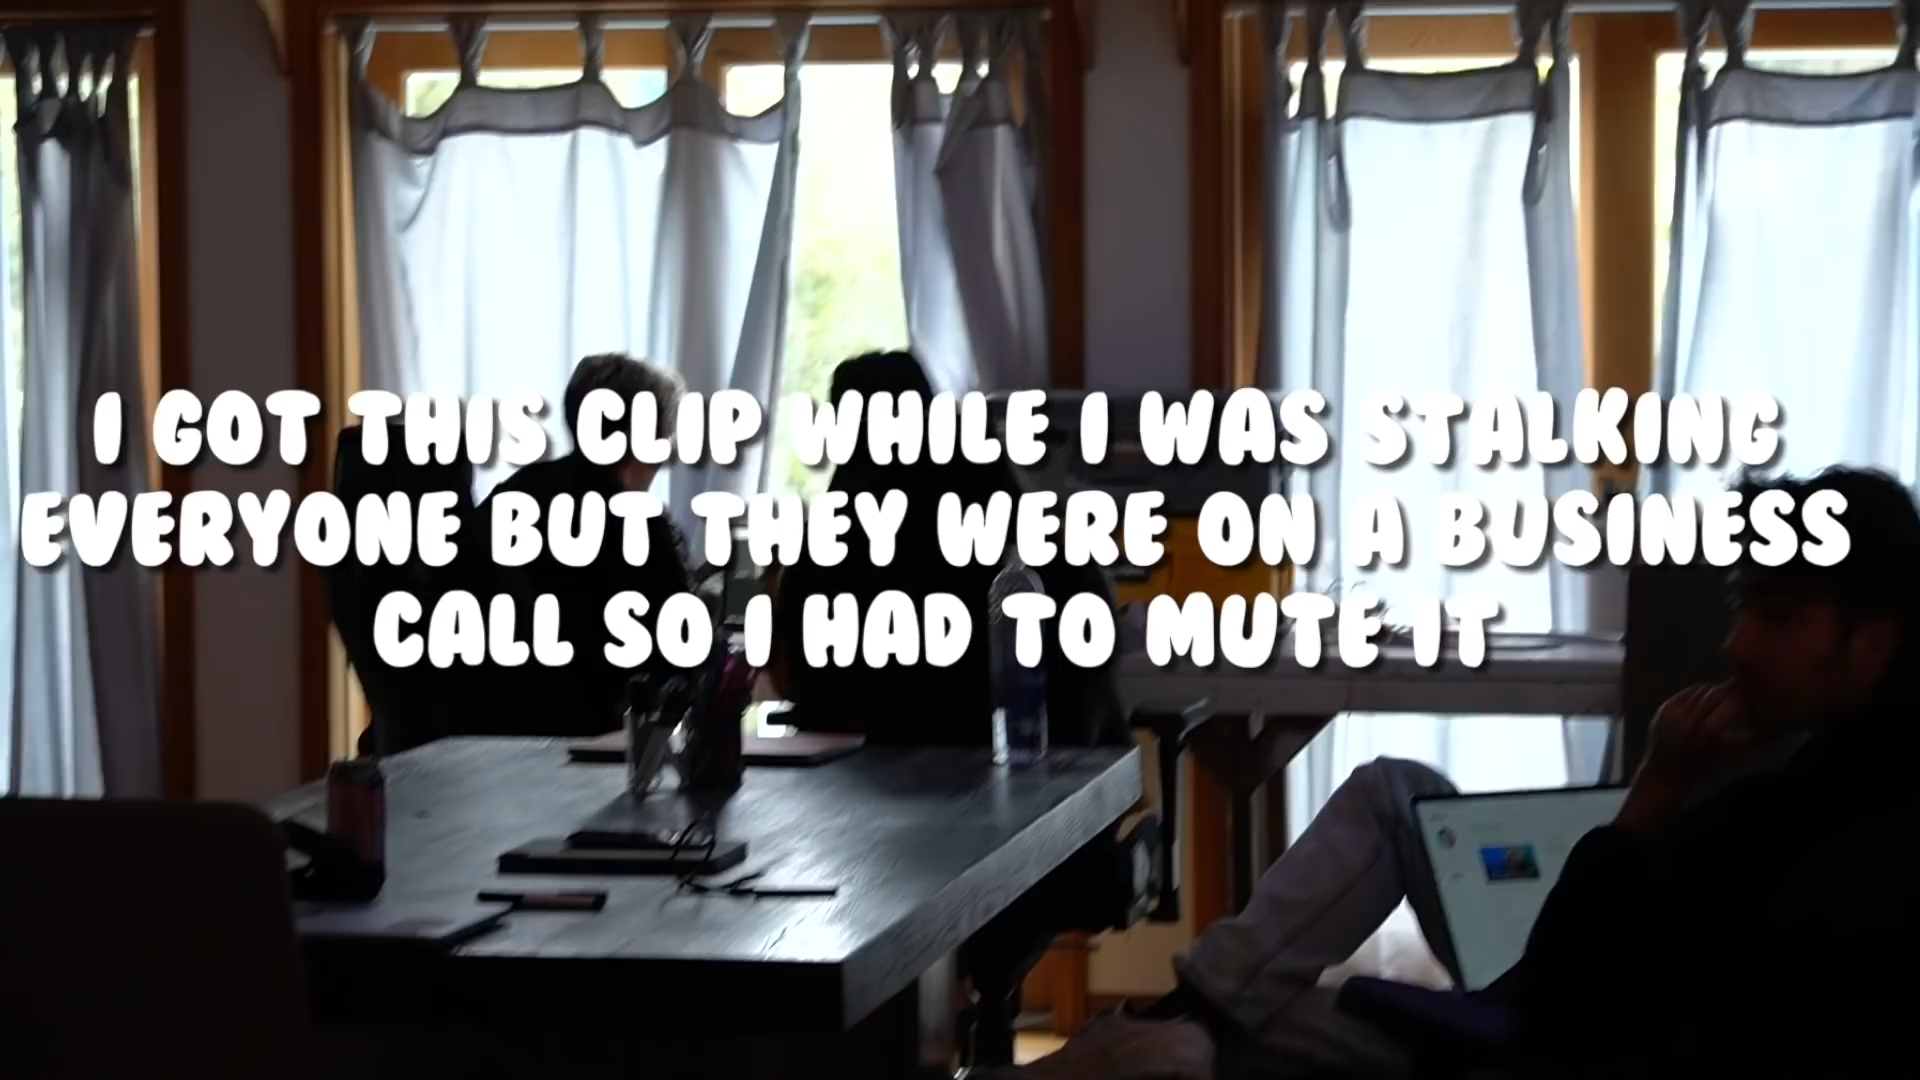 I GOT THIS CLIP WHILE I WAS STALKING
EVERYONE BUT THEY WERE ON A BUSINESS
CALL SO I HAD TO MUTE IT